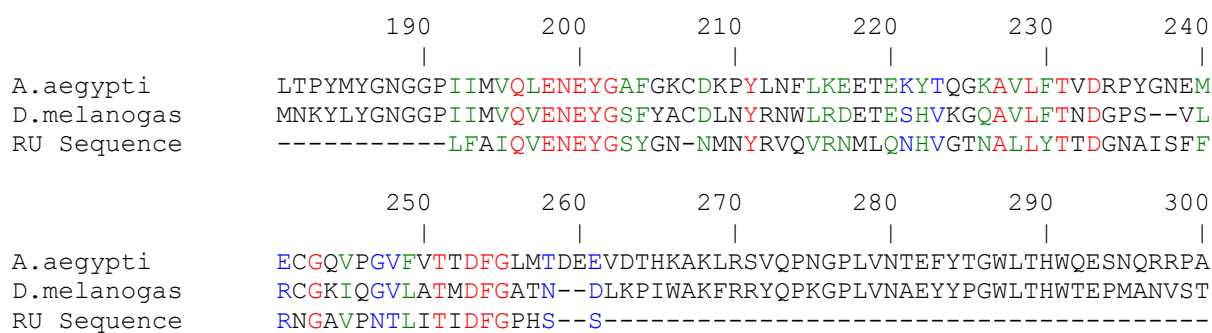 190 200 210 220 230 240
| | | | | |
A.aegypti LTPYMYGNGGPIIMVQLENEYGAFGKCDKPYLNFLKEETEKYTQGKAVLFTVDRPYGNEM
D.melanogas MNKYLYGNGGPIIMVQVENEYGSFYACDLNYRNWLRDETESHVKGQAVLFTNDGPS--VL
RU Sequence -----------LFAIQVENEYGSYGN-NMNYRVQVRNMLQNHVGTNALLYTTDGNAISFF
250 260 270 280 290 300
| | | | | |
A.aegypti ECGQVPGVFVTTDFGLMTDEEVDTHKAKLRSVQPNGPLVNTEFYTGWLTHWQESNQRRPA
D.melanogas RCGKIQGVLATMDFGATN--DLKPIWAKFRRYQPKGPLVNAEYYPGWLTHWTEPMANVST
RU Sequence RNGAVPNTLITIDFGPHS--S---------------------------------------